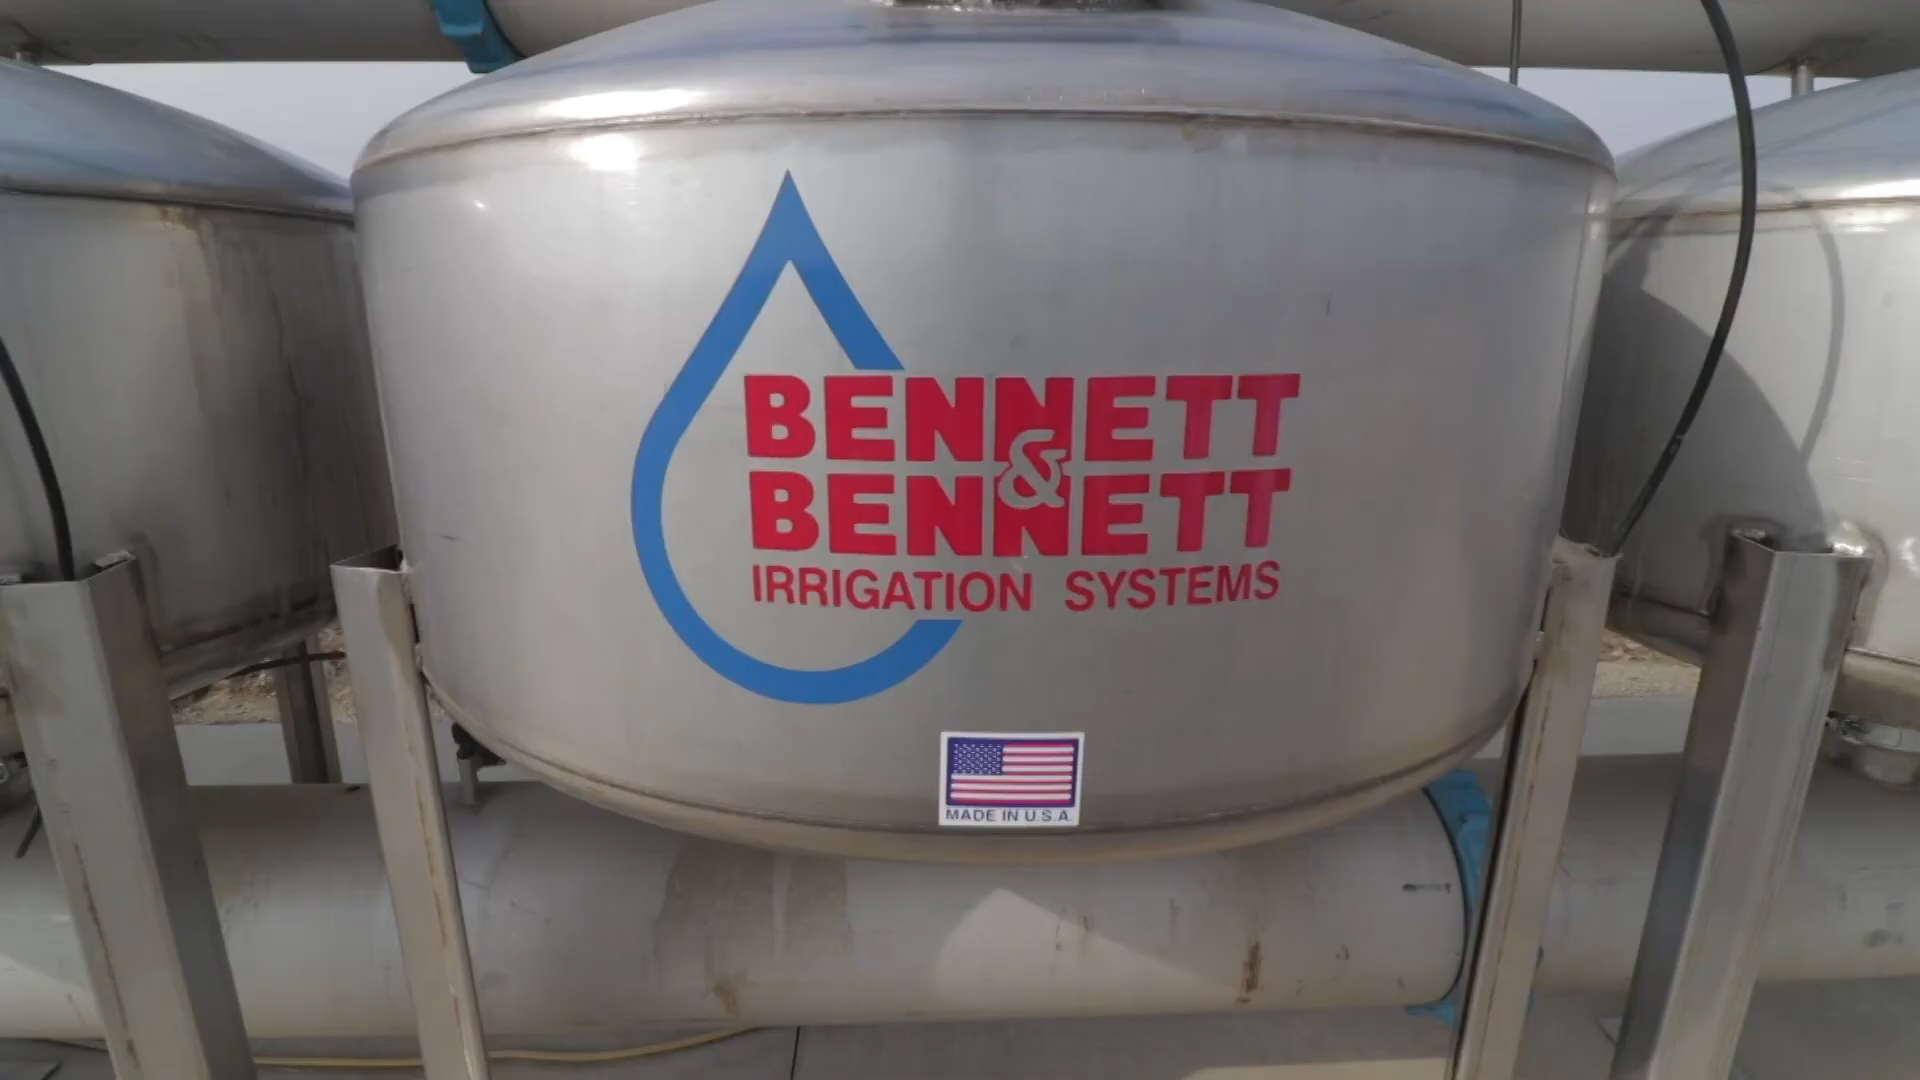 BENNETT
&
BENNETT
IRRIGATION SYSTEMS
MADE IN U.S.A.